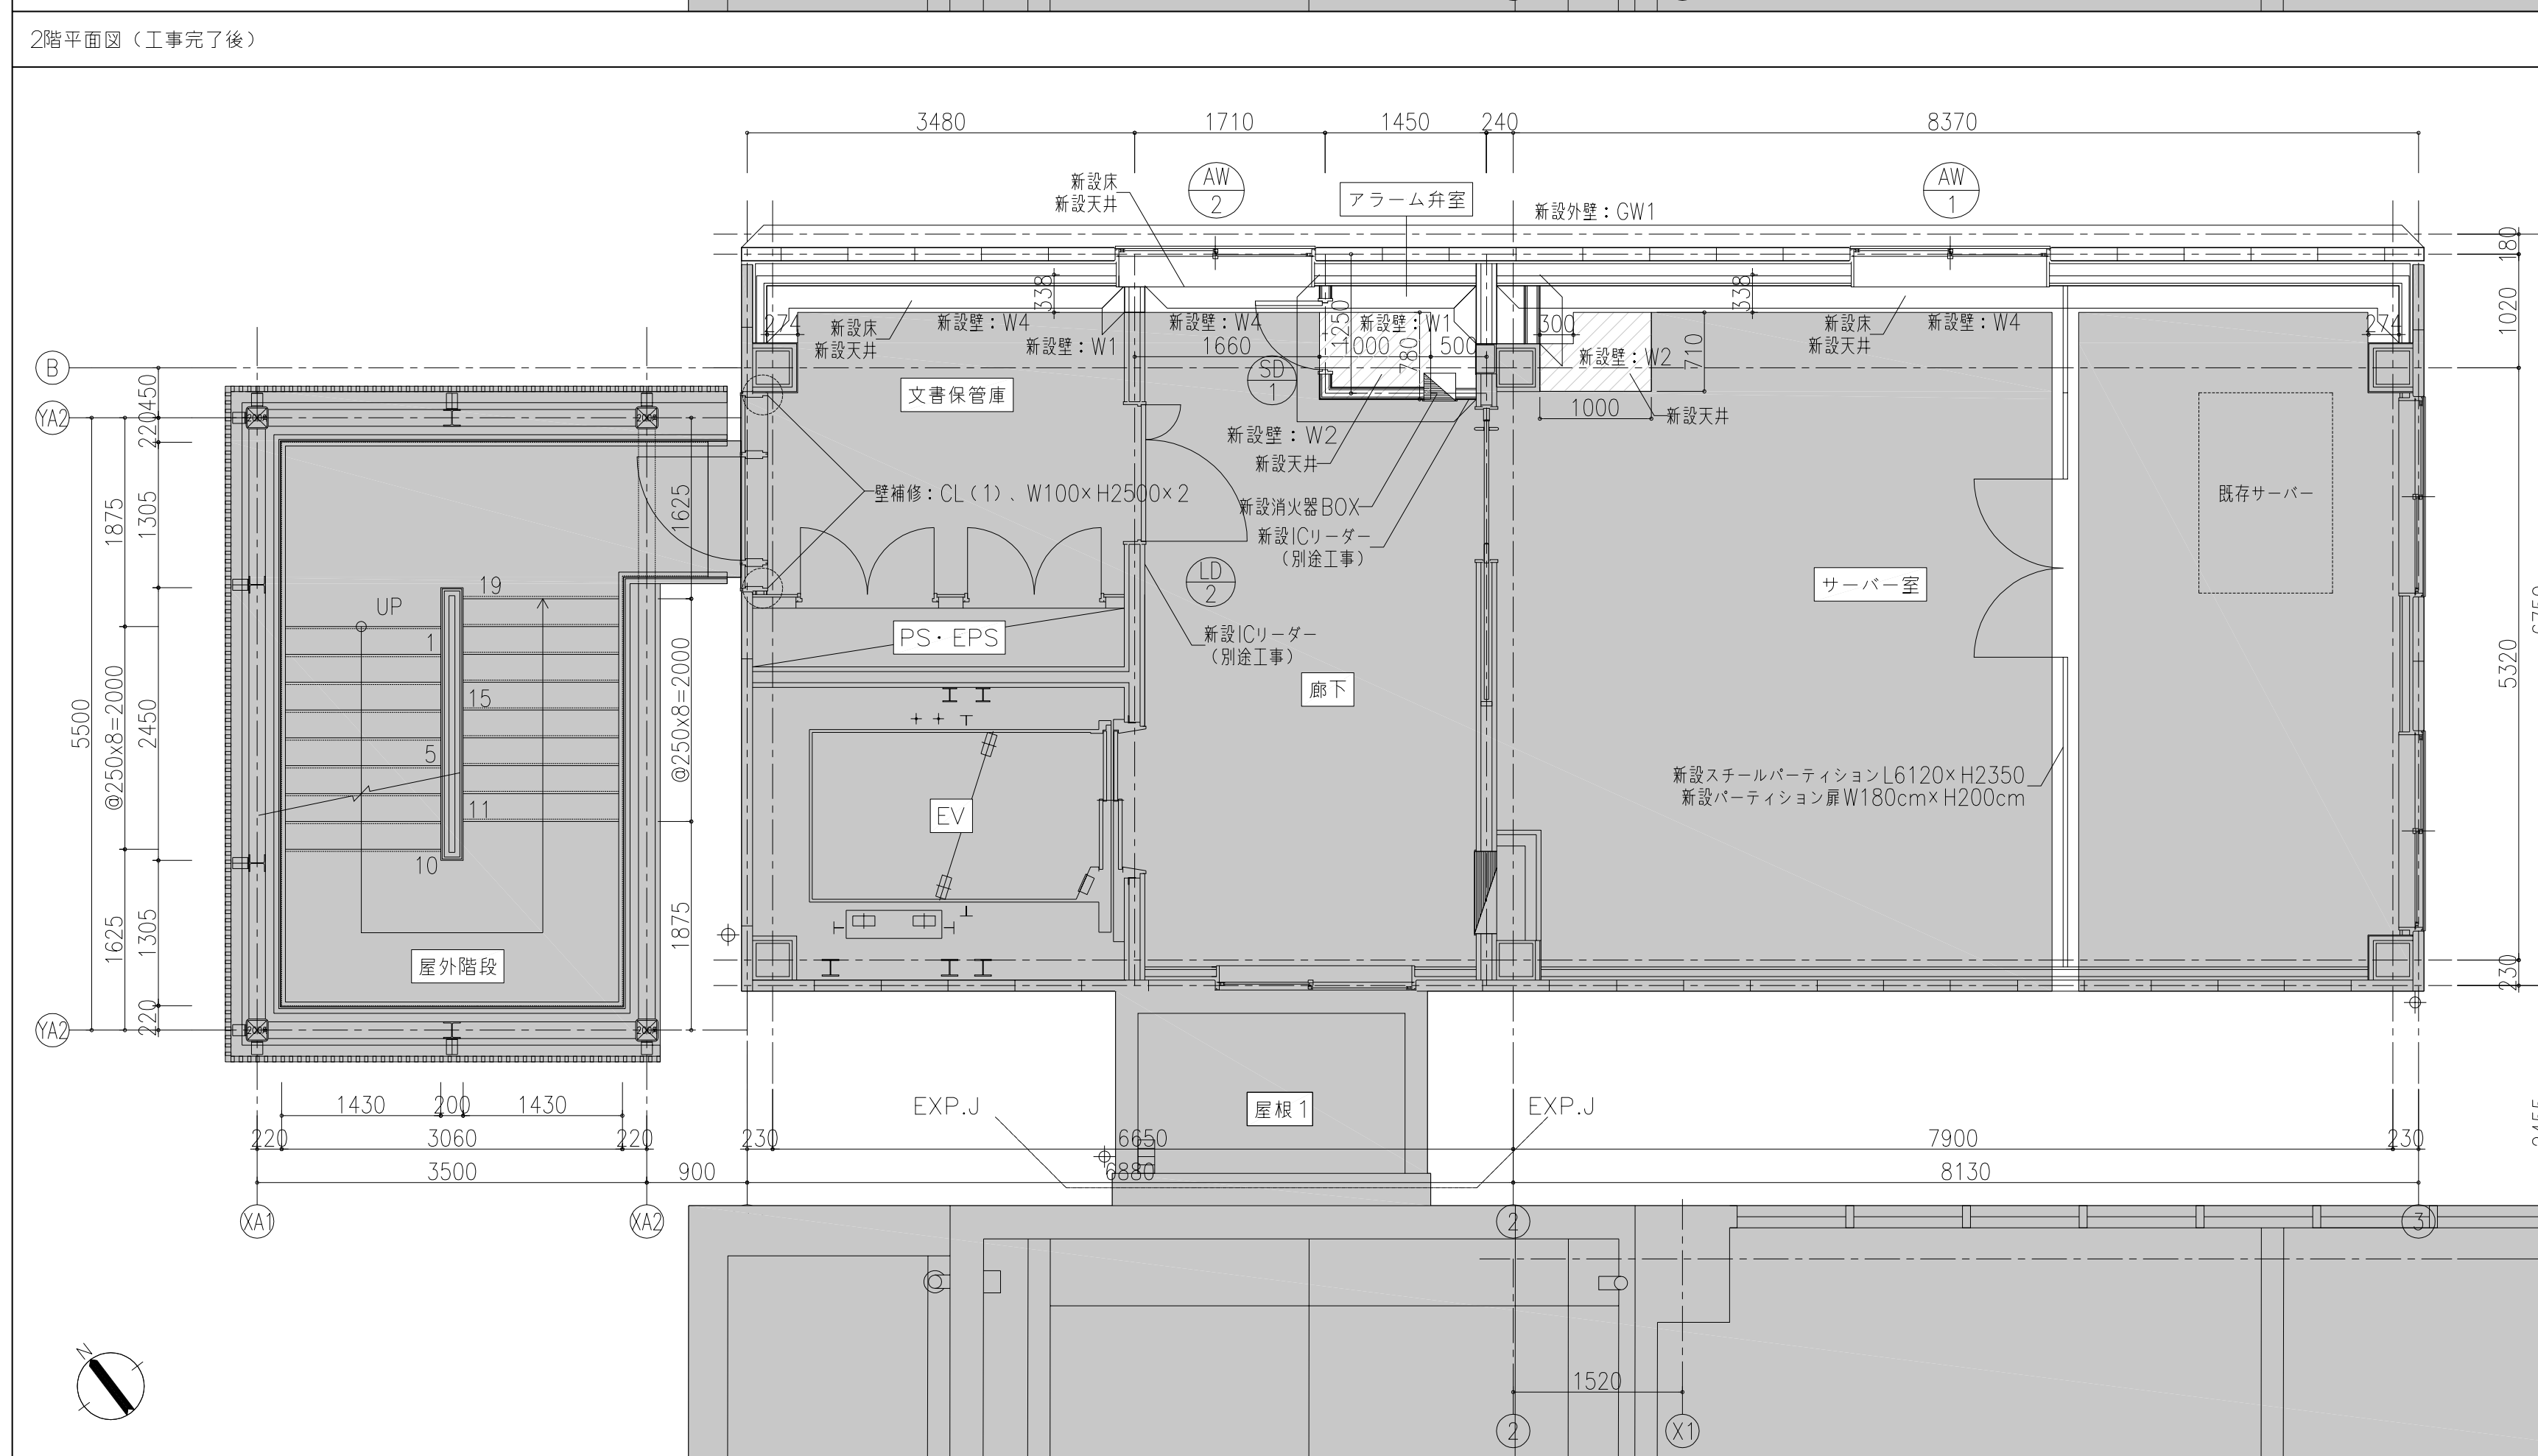 2階平面図（工事完了後）
3480
1710
1450
240
8370
新設床
新設天井
AW
2
アラーム弁室
新設外壁：GW1
AW
1
180
338
1250
338
1020
274
新設床
新設天井
新設壁：W4
新設壁：W1
新設壁：W4
新設壁：W1
300
新設床
新設天井
新設壁：W4
274
1660
1000
780
500
新設壁：W2
710
B
450
文書保管庫
SD
1
1000
新設天井
YA2
220
新設壁：W2
新設天井
1875
1305
1625
壁補修：CL（1）、W100×H2500×2
新設消火器BOX
新設ICリーダー
（別途工事）
既存サーバー
19
UP
1
LD
2
サーバー室
PS・EPS
新設ICリーダー
（別途工事）
5320
6750
5500
@250x8=2000
2450
15
5
@250x8=2000
廊下
新設スチールパーティションL6120×H2350
新設パーティション扉W180cm×H200cm
11
EV
10
1625
1305
1875
屋外階段
YA2
220
230
200
200
200
200
1430
200
1430
EXP.J
屋根1
EXP.J
220
3060
220
230
6650
7900
230
3500
900
6880
8130
2455
XA1
XA2
2
3
N
1520
2
X1